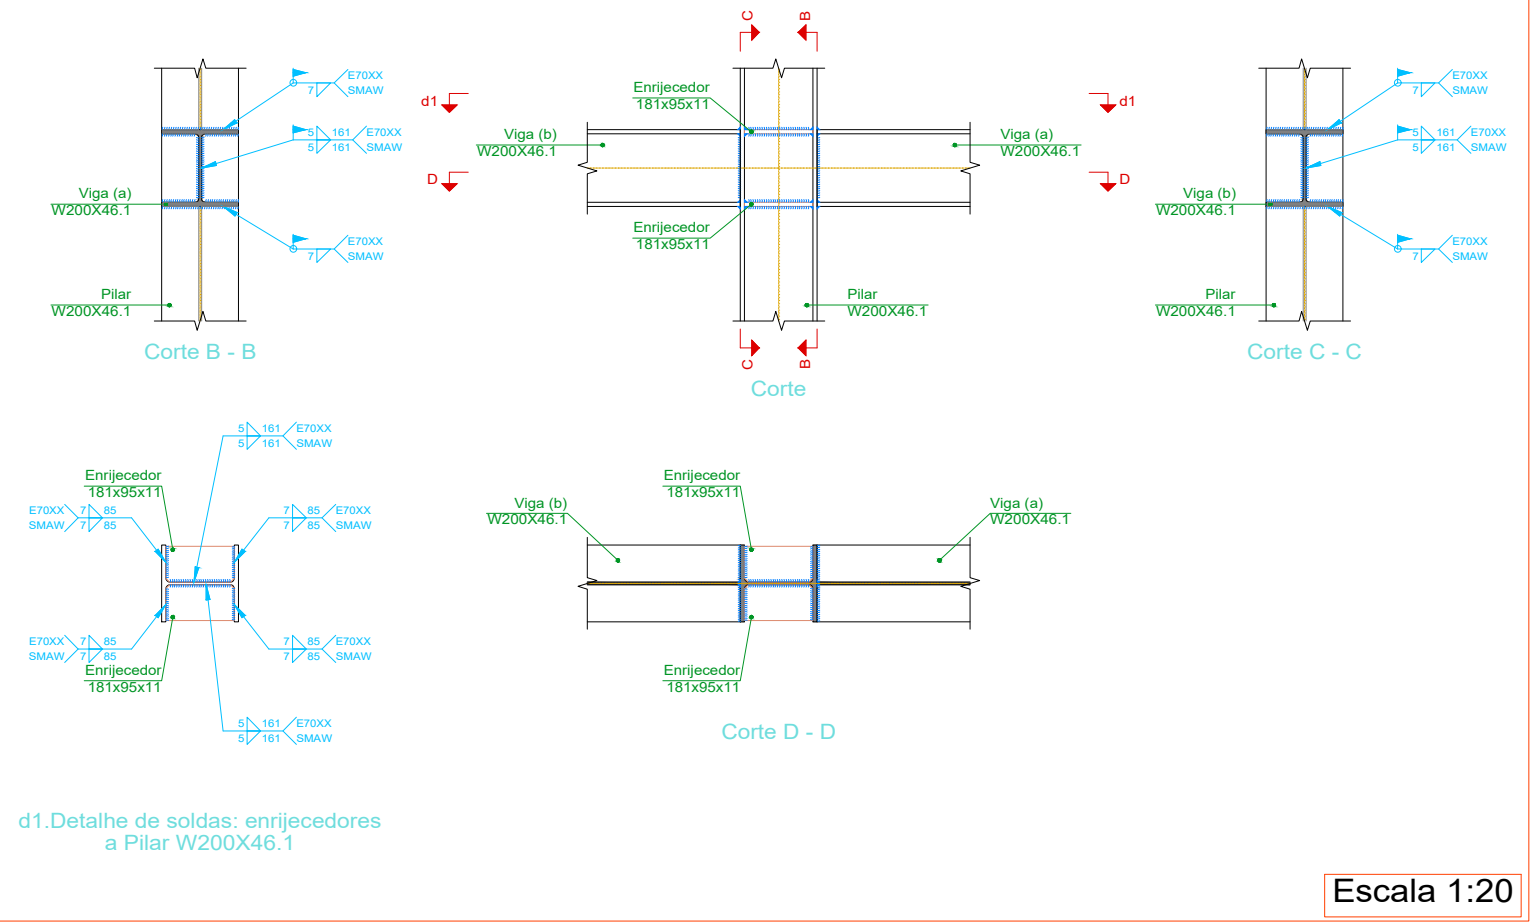 E70XX
7
SMAW
5 161 E70XX
5 161 SMAW
Viga (a)
W200X46.1
E70XX
7
SMAW
Pilar
W200X46.1
Corte B - B
C
B
d1
d1
Enrijecedor
181x95x11
Viga (b)
W200X46.1
Viga (a)
W200X46.1
D
D
Enrijecedor
181x95x11
Pilar
W200X46.1
C
B
Corte
E70XX
7
SMAW
5 161 E70XX
5 161 SMAW
Viga (b)
W200X46.1
E70XX
7
SMAW
Pilar
W200X46.1
Corte C - C
5 161 E70XX
5 161 SMAW
Enrijecedor
181x95x11
E70XX 7 85
SMAW 7 85
7 85 E70XX
7 85 SMAW
E70XX 7 85
SMAW 7 85
7 85 E70XX
7 85 SMAW
Enrijecedor
181x95x11
5 161 E70XX
5 161 SMAW
d1.Detalhe de soldas: enrijecedores
a Pilar W200X46.1
Enrijecedor
181x95x11
Viga (b)
W200X46.1
Viga (a)
W200X46.1
Enrijecedor
181x95x11
Corte D - D
Escala 1:20